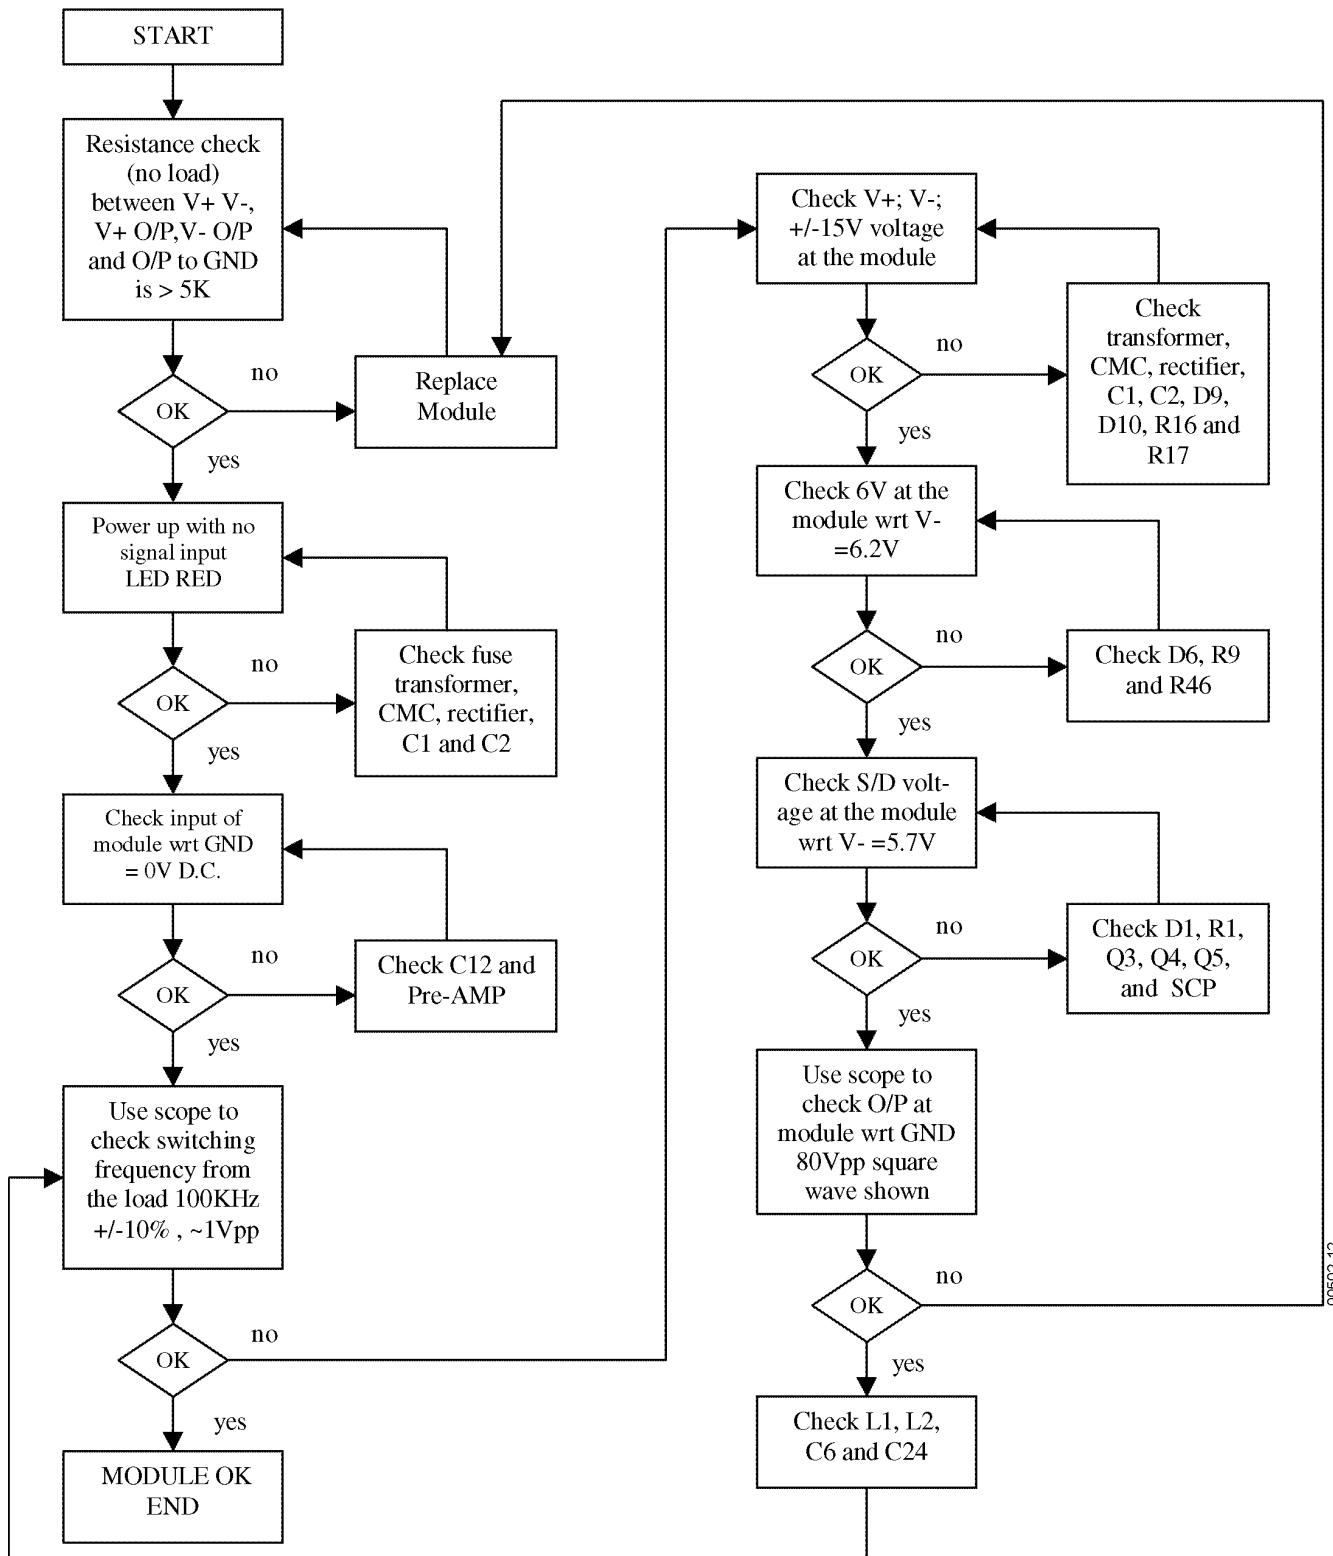 START
Resistance check
(no load)
between V+ V-,
V+ O/P,V- O/P
and O/P to GND
is > 5K
OK
no
yes
Replace
Module
Power up with no
signal input
LED RED
OK
no
yes
Check fuse
transformer,
CMC, rectifier,
C1 and C2
Check input of
module wrt GND
= 0V D.C.
OK
no
yes
Check C12 and
Pre-AMP
Use scope to
check switching
frequency from
the load 100KHz
+/-10% , ~1Vpp
OK
no
yes
MODULE OK
END
Check V+; V-;
+/-15V voltage
at the module
OK
no
yes
Check
transformer,
CMC, rectifier,
C1, C2, D9,
D10, R16 and
R17
Check 6V at the
module wrt V-
=6.2V
OK
no
yes
Check D6, R9
and R46
Check S/D volt-
age at the module
wrt V- =5.7V
OK
no
yes
Check D1, R1,
Q3, Q4, Q5,
and SCP
Use scope to
check O/P at
module wrt GND
80Vpp square
wave shown
OK
no
yes
Check L1, L2,
C6 and C24